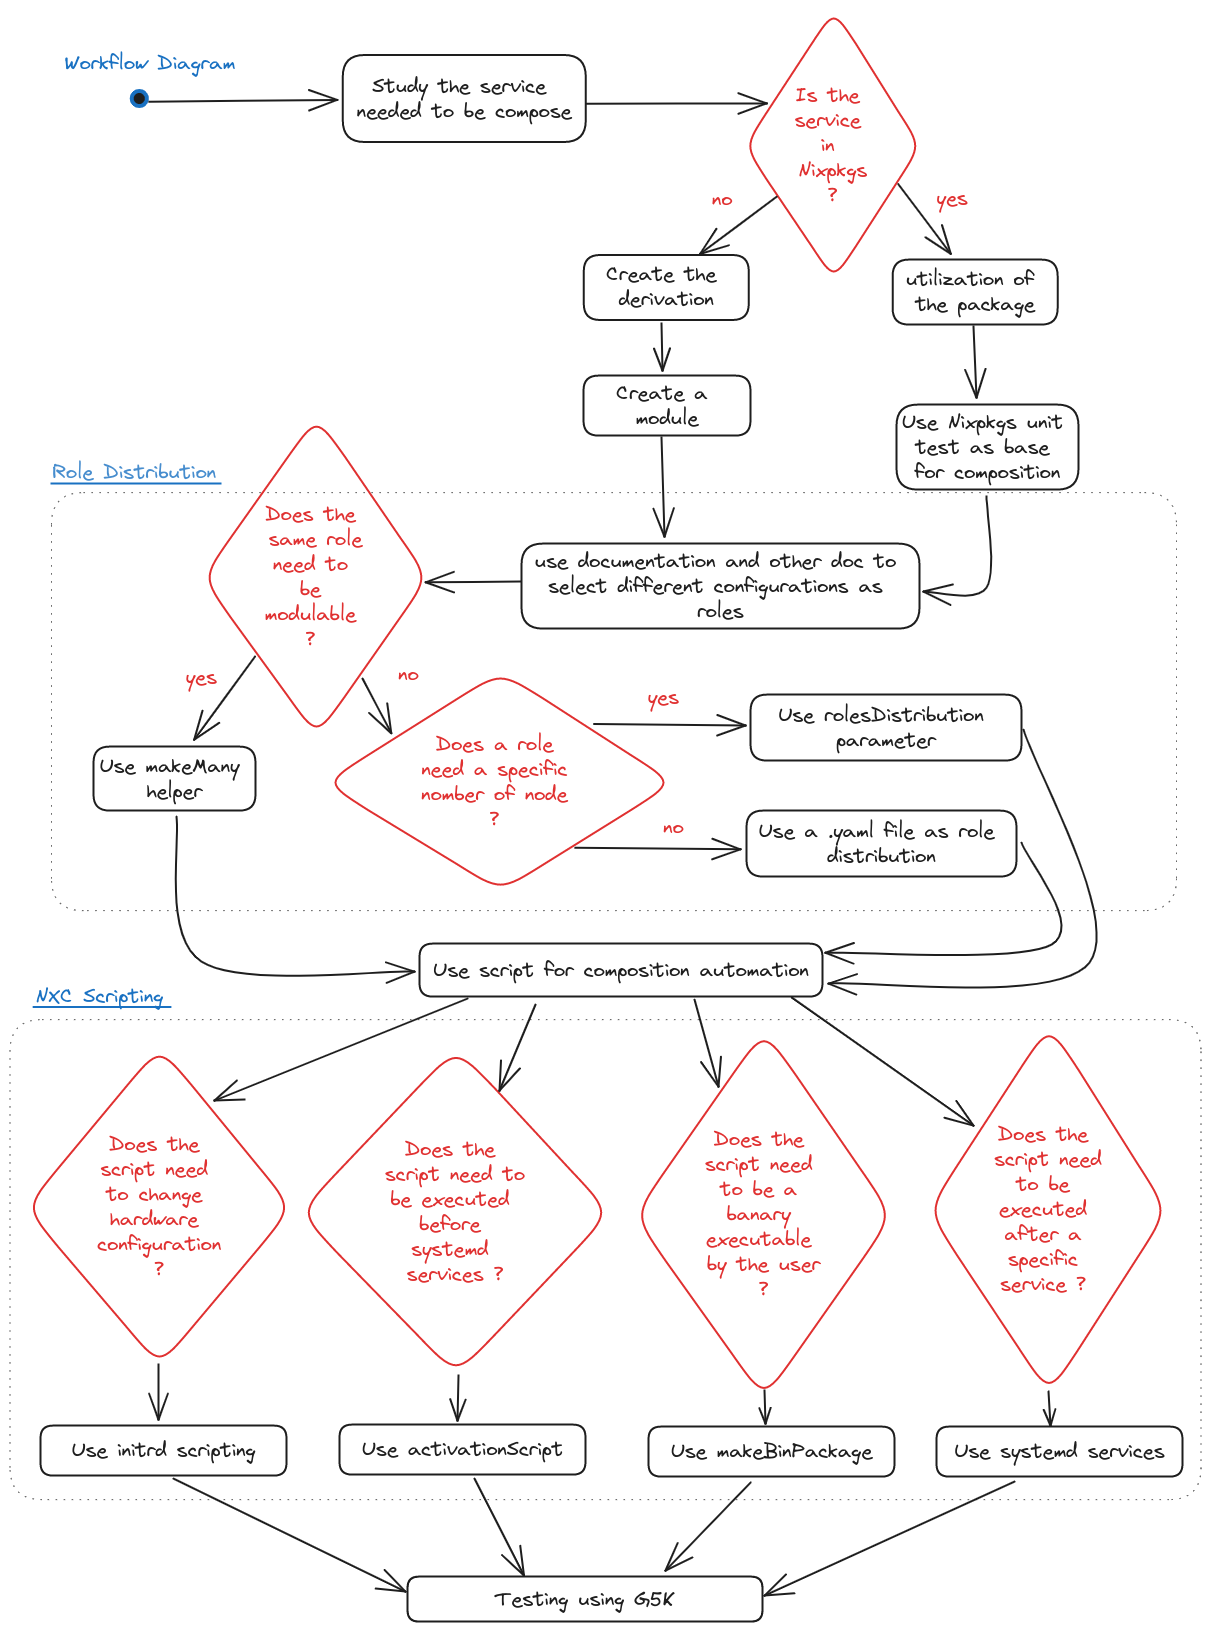 Workflow Diagram
Study the service
needed to be compose
Is the
service
in
Nixpkgs
?
no
yes
Create the
derivation
utilization of
the package
Create a
module
Use Nixpkgs unit
test as base
for composition
Role Distribution
Does the
same role
need to
be
modulable
?
use documentation and other doc to
select different configurations as
roles
yes
no
Use makeMany
helper
Does a role
need a specific
nomber of node
?
yes
Use rolesDistribution
parameter
no
Use a .yaml file as role
distribution
Use script for composition automation
NXC Scripting
Does the
script need
to change
hardware
configuration
?
Does the
script need to
be executed
before
systemd
services ?
Does the
script need
to be a
banary
executable
by the user
?
Does the
script need
to be
executed
after a
specific
service ?
Use initrd scripting
Use activationScript
Use makeBinPackage
Use systemd services
Testing using G5K